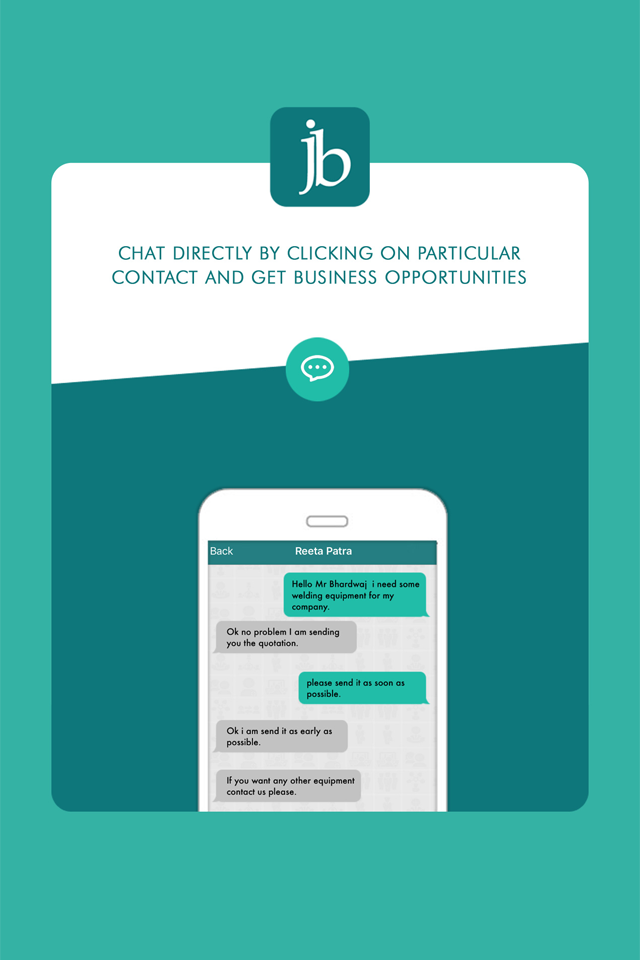 jb
CHAT DIRECTLY BY CLICKING ON PARTICULAR
CONTACT AND GET BUSINESS OPPORTUNITIES
Back Reeta Patra
Hello Mr Bhardwaj i need some
welding equipment for my
company.
Ok no problem I am sending
you the quotation.
please send it as soon as
possible.
Ok i am send it as early as
possible.
If you want any other equipment
contact us please.